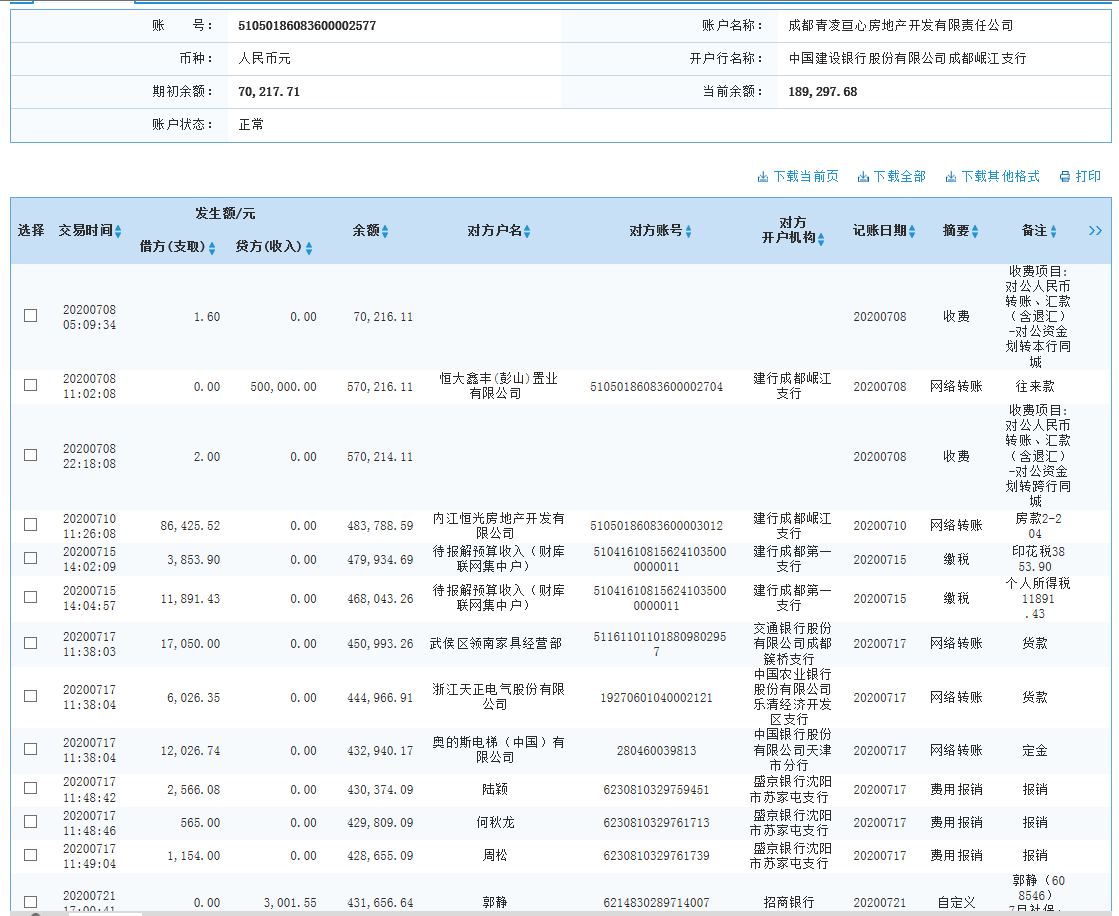 账 号： 51050186083600002577 账户名称： 成都青凌亘心房地产开发有限责任公司
币种： 人民币元 开户行名称： 中国建设银行股份有限公司成都岷江支行
期初余额： 70,217.71 当前余额： 189,297.68
账户状态： 正常
下载当前页 下载全部 下载其他格式 打印
选择 交易时间 发生额/元 借方(支取) 贷方(收入) 余额 对方户名 对方账号 对方 开户机构 记账日期 摘要 备注 >>
20200708 05:09:34 1.60 0.00 70,216.11 20200708 收费 收费项目:
对公人民币
转账、汇款
（含退汇）
-对公资金
划转本行同
城
20200708 11:02:08 0.00 500,000.00 570,216.11 恒大鑫丰(彭山)置业
有限公司 51050186083600002704 建行成都岷江
支行 20200708 网络转账 往来款
20200708 22:18:08 2.00 0.00 570,214.11 20200708 收费 收费项目:
对公人民币
转账、汇款
（含退汇）
-对公资金
划转跨行同
城
20200710 11:26:08 86,425.52 0.00 483,788.59 内江恒光房地产开发有
限公司 51050186083600003012 建行成都岷江
支行 20200710 网络转账 房款2-2
04
20200715 14:02:09 3,853.90 0.00 479,934.69 待报解预算收入（财库
联网集中户） 51041610815624103500
0000011 建行成都第一
支行 20200715 缴税 印花税38
53.90
20200715 14:04:57 11,891.43 0.00 468,043.26 待报解预算收入（财库
联网集中户） 51041610815624103500
0000011 建行成都第一
支行 20200715 缴税 个人所得税
11891
.43
20200717 11:38:03 17,050.00 0.00 450,993.26 武侯区领南家具经营部 51161101101880980295
7 交通银行股份
有限公司成都
簇桥支行 20200717 网络转账 货款
20200717 11:38:04 6,026.35 0.00 444,966.91 浙江天正电气股份有限
公司 19270601040002121 中国农业银行
股份有限公司
乐清经济开发
区支行 20200717 网络转账 货款
20200717 11:38:04 12,026.74 0.00 432,940.17 奥的斯电梯（中国）有
限公司 280460039813 中国银行股份
有限公司天津
市分行 20200717 网络转账 定金
20200717 11:48:42 2,566.08 0.00 430,374.09 陆颖 6230810329759451 盛京银行沈阳
市苏家屯支行 20200717 费用报销 报销
20200717 11:48:46 565.00 0.00 429,809.09 何秋龙 6230810329761713 盛京银行沈阳
市苏家屯支行 20200717 费用报销 报销
20200717 11:49:04 1,154.00 0.00 428,655.09 周松 6230810329761739 盛京银行沈阳
市苏家屯支行 20200717 费用报销 报销
20200721 17:00:41 0.00 3,001.55 431,656.64 郭静 6214830289714007 招商银行 20200721 自定义 郭静（60
8546）
7月社保、